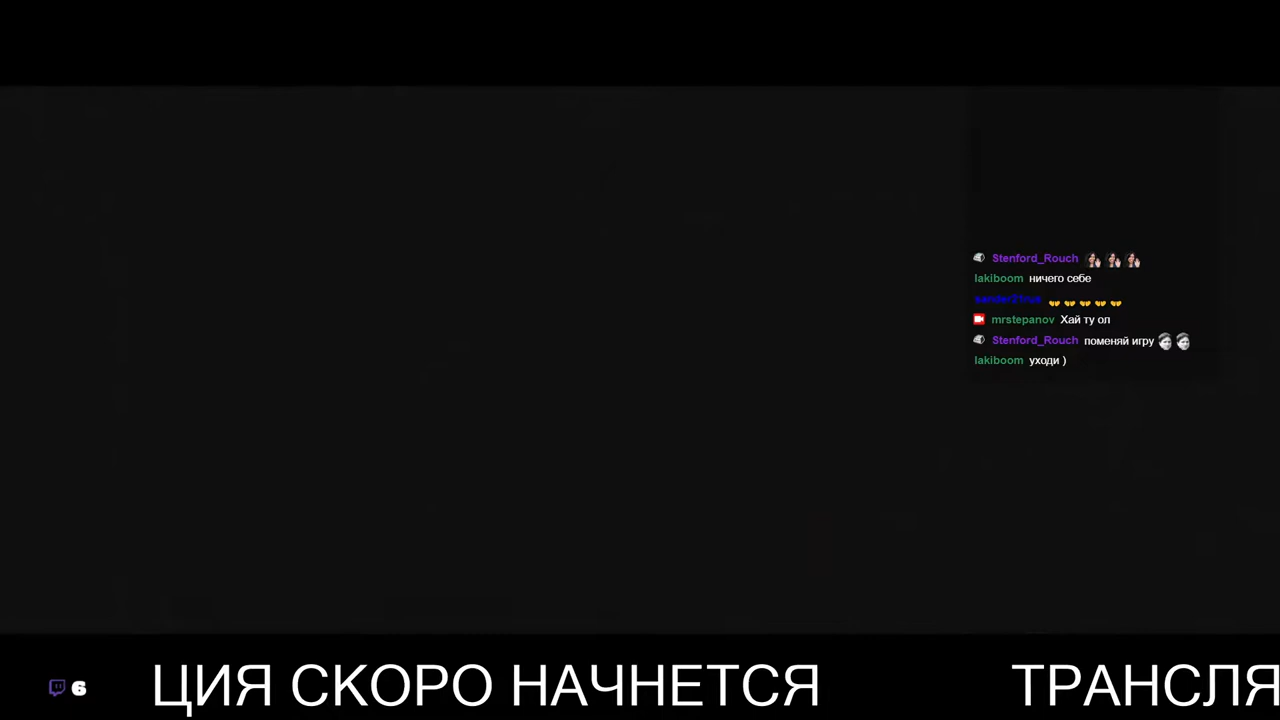 Stenford_Rouch
lakiboom ничего себе
mrstepanov Хай ту ол
Stenford_Rouch поменяй игру
lakiboom уходи )
6 ЦИЯ СКОРО НАЧНЕТСЯ ТРАНСЛЯ